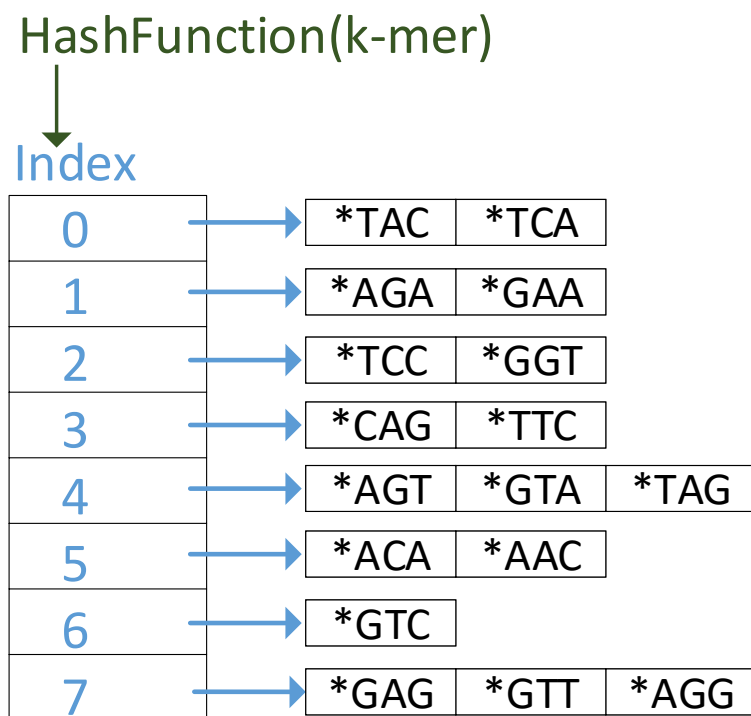 HashFunction(k-mer)
Index
0 *TAC *TCA
1 *AGA *GAA
2 *TCC *GGT
3 *CAG *TTC
4 *AGT *GTA *TAG
5 *ACA *AAC
6 *GTC
7 *GAG *GTT *AGG